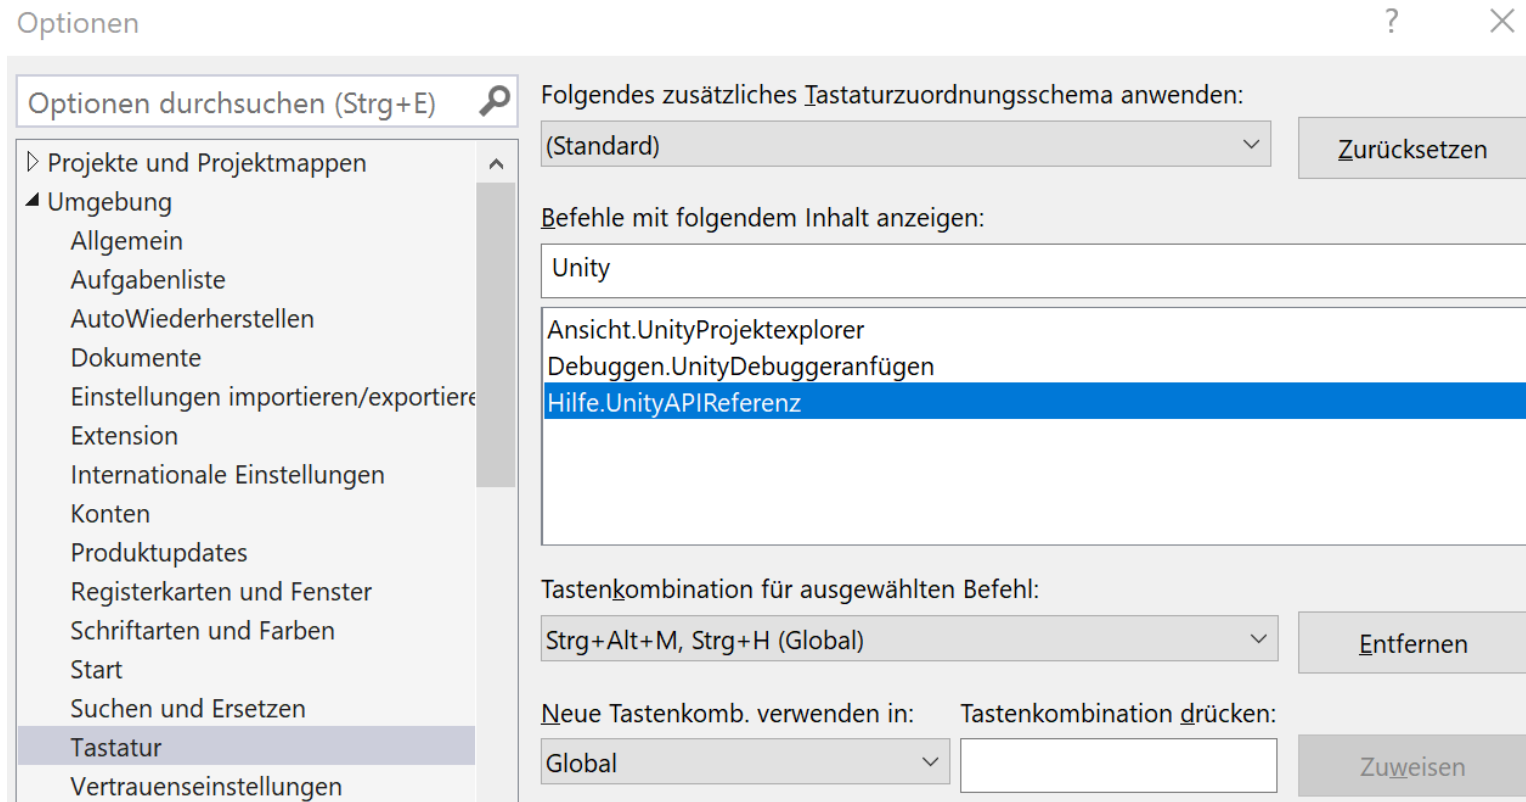 Optionen
?
Optionen durchsuchen (Strg+E)
Projekte und Projektmappen
Umgebung
Allgemein
Aufgabenliste
AutoWiederherstellen
Dokumente
Einstellungen importieren/exportiere
Extension
Internationale Einstellungen
Konten
Produktupdates
Registerkarten und Fenster
Schriftarten und Farben
Start
Suchen und Ersetzen
Tastatur
Vertrauenseinstellungen
Folgendes zusätzliches Tastaturzuordnungsschema anwenden:
(Standard)
Zurücksetzen
Befehle mit folgendem Inhalt anzeigen:
Unity
Ansicht.UnityProjektexplorer
Debuggen.UnityDebuggeranfügen
Hilfe.UnityAPIReferenz
Tastenkombination für ausgewählten Befehl:
Strg+Alt+M, Strg+H (Global)
Entfernen
Neue Tastenkomb. verwenden in: Tastenkombination drücken:
Global
Zuweisen